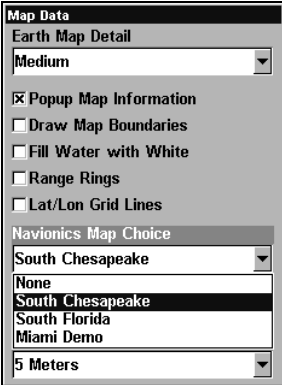 Map Data
Earth Map Detail
Medium
Popup Map Information
Draw Map Boundaries
Fill Water with White
Range Rings
Lat/Lon Grid Lines
Navionics Map Choice
South Chesapeake
None
South Chesapeake
South Florida
Miami Demo
5 Meters